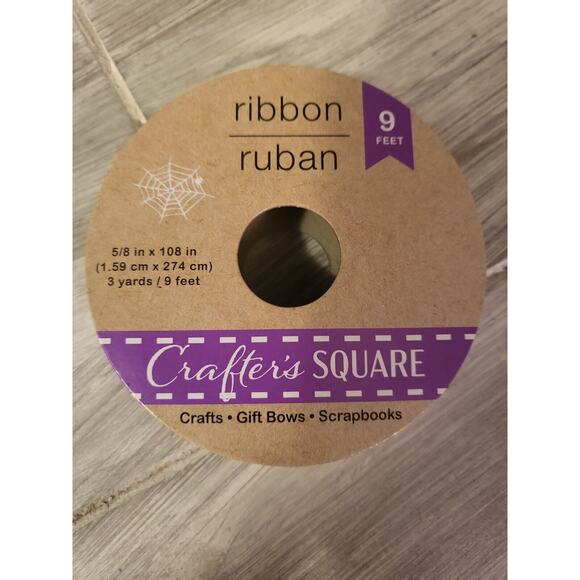 ribbon
ruban
9
FEET
5/8 in x 108 in
(1.59 cm x 274 cm)
3 yards / 9 feet
Crafter's SQUARE
Crafts • Gift Bows • Scrapbooks